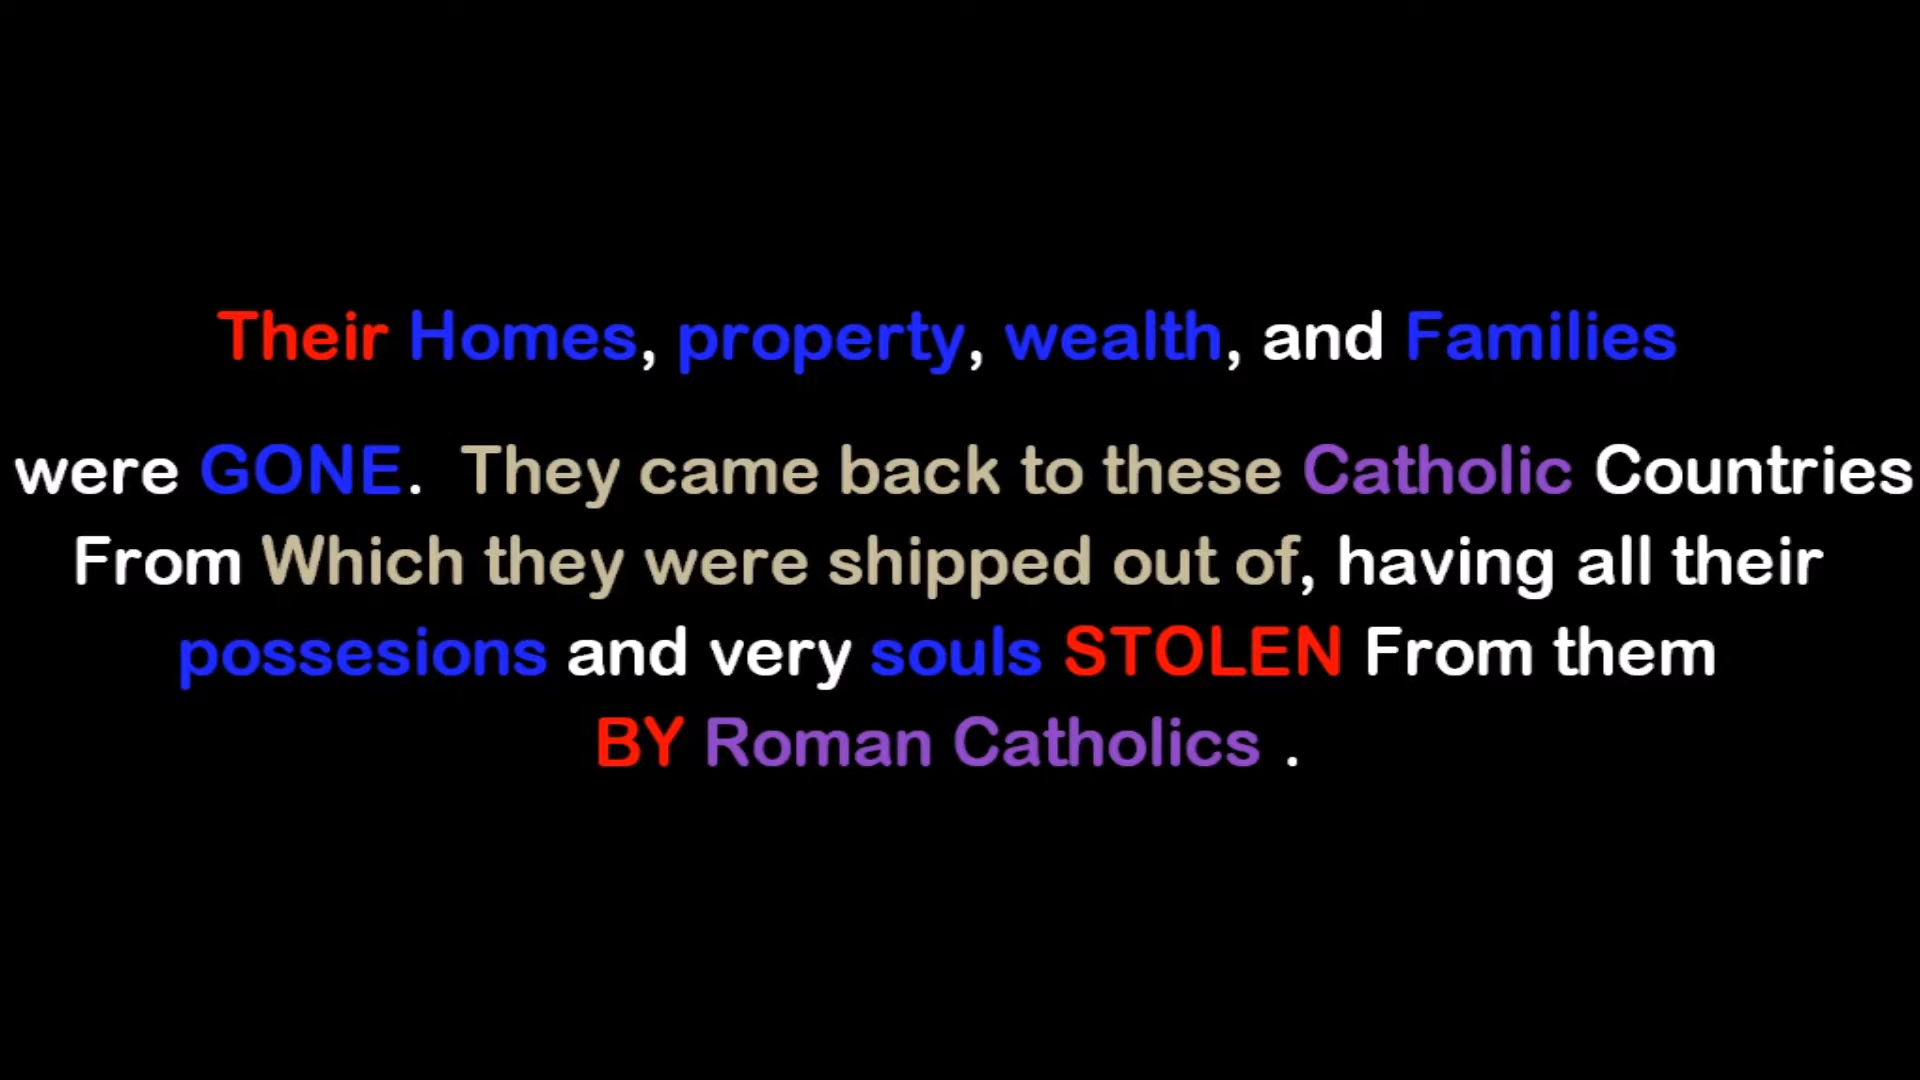 Their Homes, property, wealth, and Families
were GONE.  They came back to these Catholic Countries
From Which they were shipped out of, having all their
possesions and very souls STOLEN From them
BY Roman Catholics .